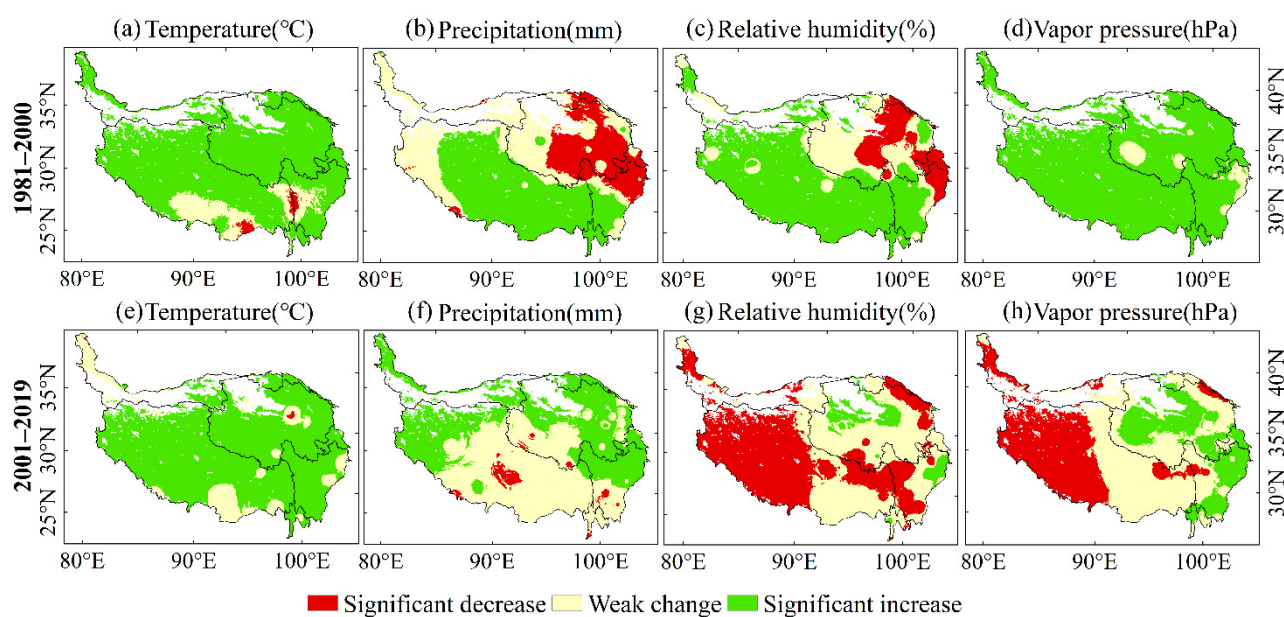 (a) Temperature(°C) (b) Precipitation(mm) (c) Relative humidity(%) (d) Vapor pressure(hPa)
1981–2000
35°N
30°N
25°N
40°N
35°N
30°N
80°E 90°E 100°E 80°E 90°E 100°E 80°E 90°E 100°E 80°E 90°E 100°E
(e) Temperature(°C) (f) Precipitation(mm) (g) Relative humidity(%) (h) Vapor pressure(hPa)
2001–2019
35°N
30°N
25°N
40°N
35°N
30°N
80°E 90°E 100°E 80°E 90°E 100°E 80°E 90°E 100°E 80°E 90°E 100°E
Significant decrease Weak change Significant increase